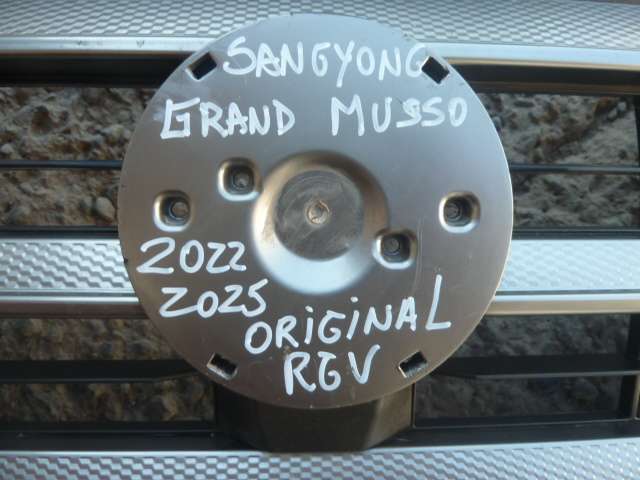 SANGYONG
GRAND MUSSO
2022
2025
ORIGINAL
RGV